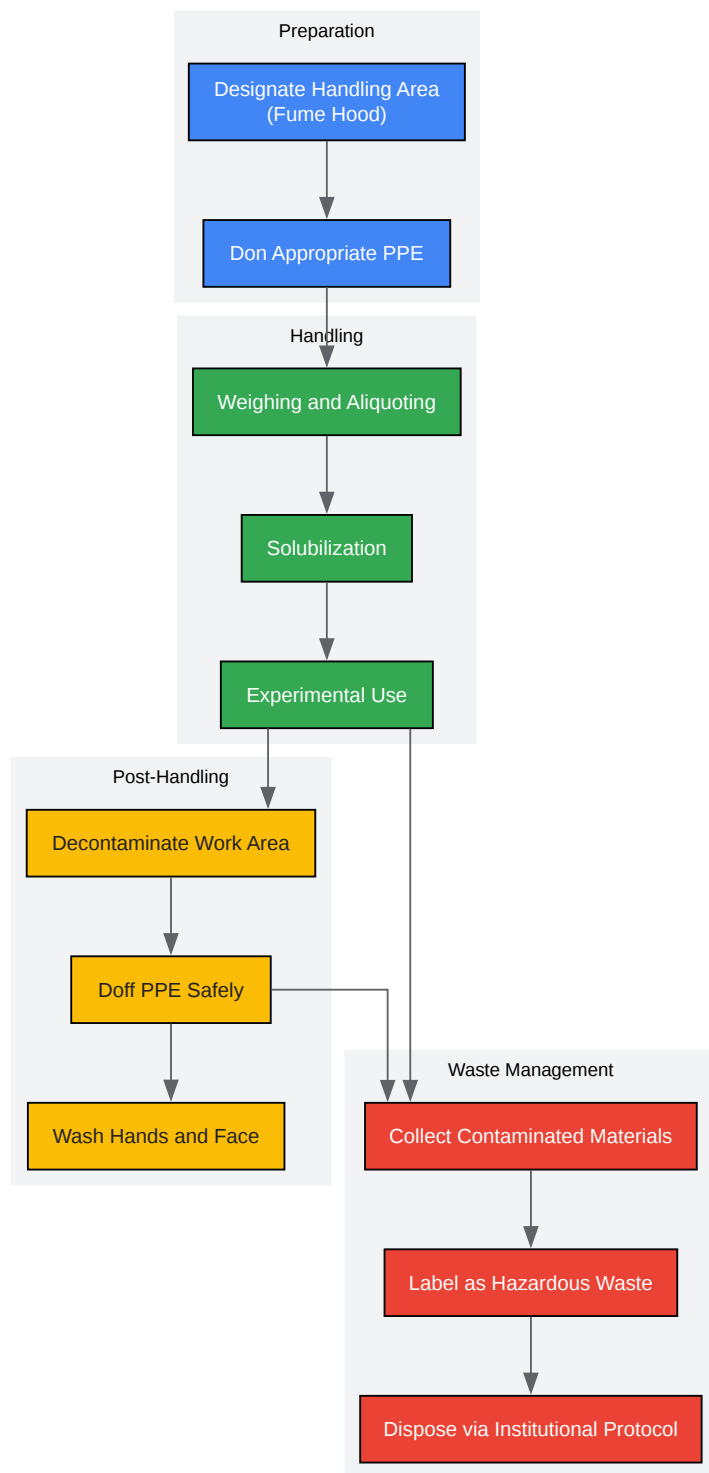 Preparation
Designate Handling Area
(Fume Hood)
Don Appropriate PPE
Handling
Weighing and Aliquoting
Solubilization
Experimental Use
Post-Handling
Decontaminate Work Area
Doff PPE Safely
Wash Hands and Face
Waste Management
Collect Contaminated Materials
Label as Hazardous Waste
Dispose via Institutional Protocol